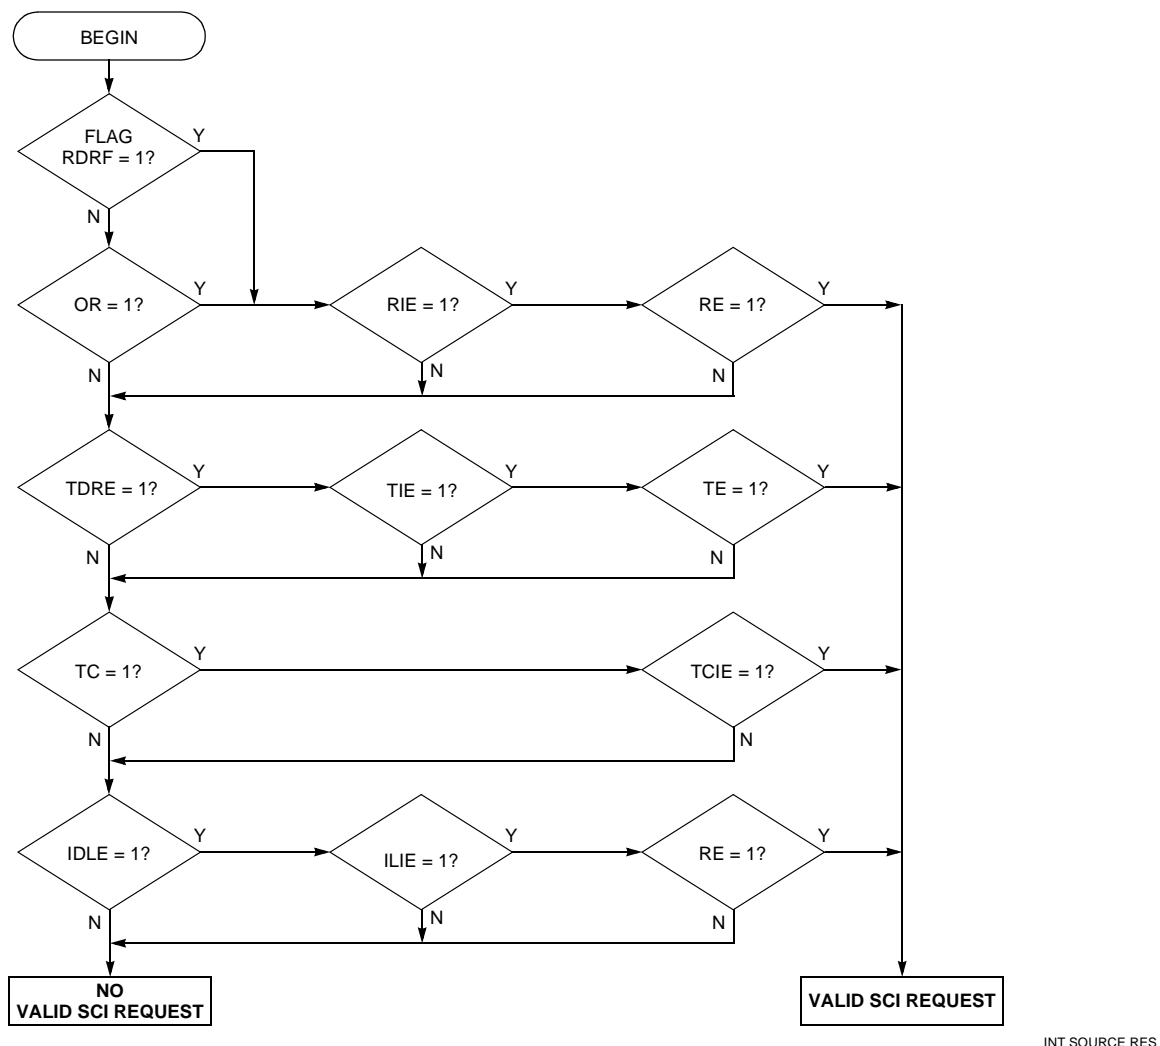 BEGIN
FLAG
RDRF = 1?
Y
N
OR = 1?
Y
RIE = 1?
Y
RE = 1?
Y
N
N
N
TDRE = 1?
Y
TIE = 1?
Y
TE = 1?
Y
N
N
N
TC = 1?
Y
TCIE = 1?
Y
N
N
IDLE = 1?
Y
ILIE = 1?
Y
RE = 1?
Y
N
N
N
NO
VALID SCI REQUEST
VALID SCI REQUEST
INT SOURCE RES